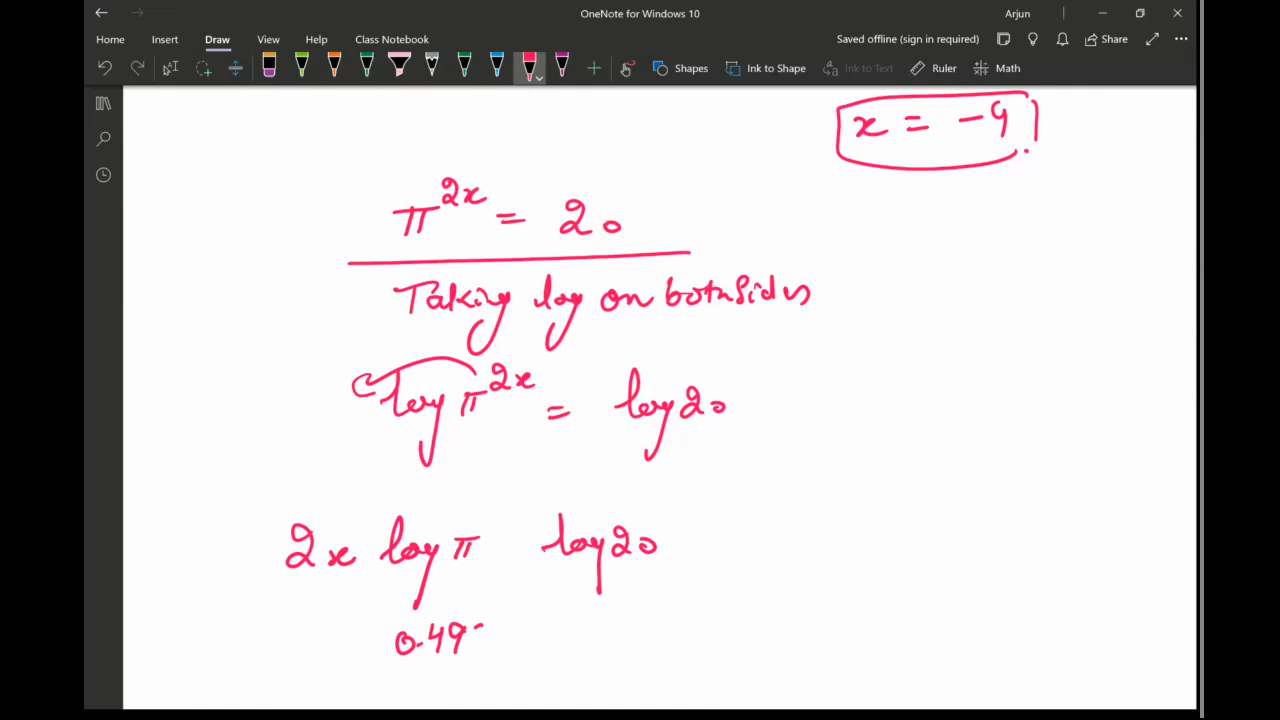 OneNote for Windows 10
Arjun
Home Insert Draw View Help Class Notebook
Saved offline (sign in required) Share
Shapes Ink to Shape Ink to Text Ruler Math
x = -9
π^2x = 20
Taking log on both sides
log π^2x = log 20
2x log π log 20
0.49